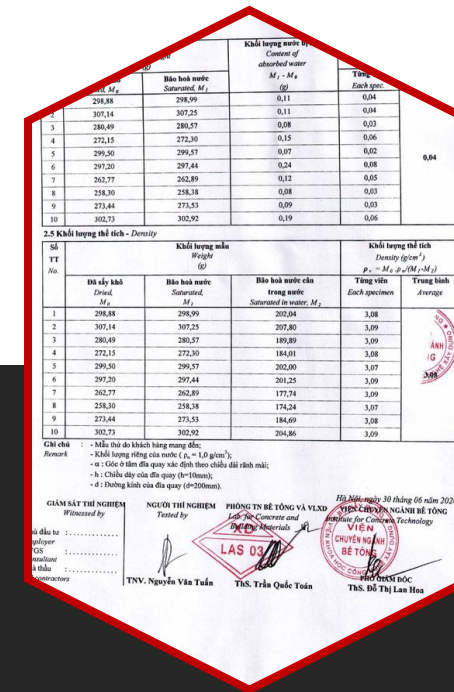 Khối lượng nước bị
Content of
absorbed water
M₁ - M₀
(g)
Bão hoà nước
Saturated, M₁
Each spec.
298,88 298,99 0,11 0,04
2 307,14 307,25 0,11 0,04
3 280,49 280,57 0,08 0,03
4 272,15 272,30 0,15 0,06
5 299,50 299,57 0,07 0,02
6 297,20 297,44 0,24 0,08
7 262,77 262,89 0,12 0,05
8 258,30 258,38 0,08 0,03
9 273,44 273,53 0,09 0,03
10 302,73 302,92 0,19 0,06
0,04
2.5 Khối lượng thể tích - Density
Số TT No.
Khối lượng mẫu
Weight
(g)
Khối lượng thể tích
Density (g/cm³)
ρᵥ = M₀ .ρₙ/(M₁-M₂)
Đã sấy khô Dried, M₀
Bão hoà nước Saturated, M₁
Bão hoà nước cân trong nước Saturated in water, M₂
Từng viên Each specimen
Trung bình Average
1 298,88 298,99 202,04 3,08
2 307,14 307,25 207,80 3,09
3 280,49 280,57 189,89 3,09
4 272,15 272,30 184,01 3,08
5 299,50 299,57 202,00 3,07
6 297,20 297,44 201,25 3,09
7 262,77 262,89 177,74 3,09
8 258,30 258,38 174,24 3,07
9 273,44 273,53 184,69 3,08
10 302,73 302,92 204,86 3,09
3,08
Ghi chú : - Mẫu thử do khách hàng mang đến;
Remark - Khối lượng riêng của nước ( ρₙ = 1,0 g/cm³);
- α : Góc ở tâm đĩa quay xác định theo chiều dài rãnh mài;
- h : Chiều dày của đĩa quay (h=10mm);
- d : Đường kính của đĩa quay (d=200mm).
Hà Nội, ngày 30 tháng 06 năm 2020
GIÁM SÁT THÍ NGHIỆM
Witnessed by
NGƯỜI THÍ NGHIỆM
Tested by
PHÒNG TN BÊ TÔNG VÀ VLXD
Lab for Concrete and
Building Materials
VIỆN CHUYÊN NGÀNH BÊ TÔNG
Institute for Concrete Technology
LAS 03
VIỆN
CHUYÊN NGÀNH
BÊ TÔNG
TNV. Nguyễn Văn Tuấn
ThS. Trần Quốc Toán
PHÓ GIÁM ĐỐC
ThS. Đỗ Thị Lan Hoa